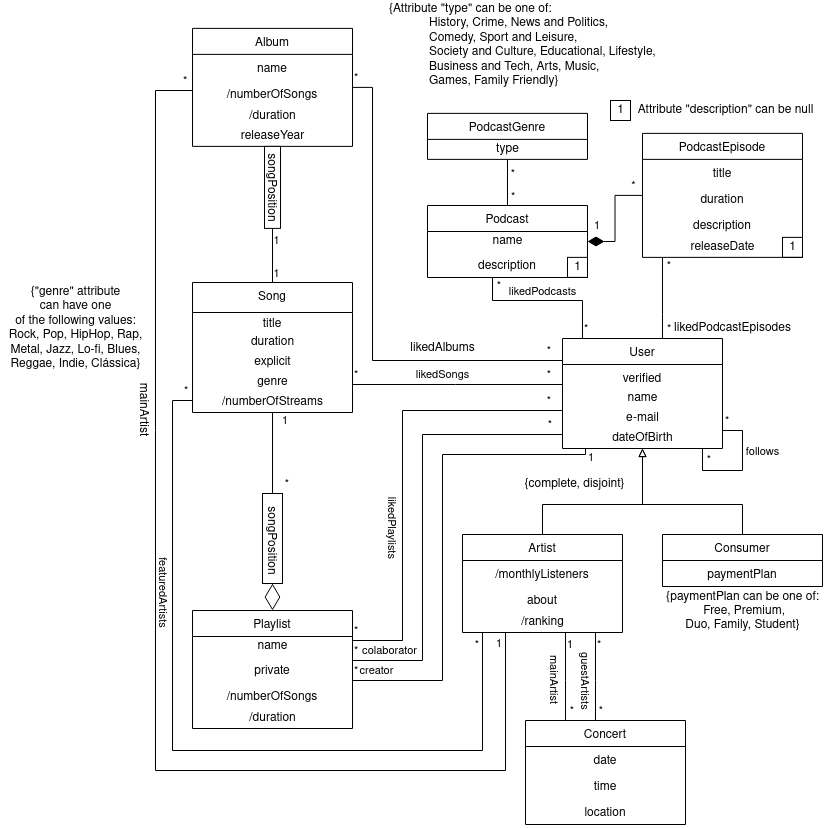 {Attribute "type" can be one of:
History, Crime, News and Politics,
Comedy, Sport and Leisure,
Society and Culture, Educational, Lifestyle,
Business and Tech, Arts, Music,
Games, Family Friendly}
1
Attribute "description" can be null
Album
name
/numberOfSongs
/duration
releaseYear
*
*
songPosition
1
PodcastGenre
type
*
*
PodcastEpisode
title
duration
description
releaseDate
1
*
*
Podcast
name
description
1
1
*
likedPodcasts
*
*
likedPodcastEpisodes
{"genre" attribute
can have one
of the following values:
Rock, Pop, HipHop, Rap,
Metal, Jazz, Lo-fi, Blues,
Reggae, Indie, Clássica}
1
Song
title
duration
explicit
genre
/numberOfStreams
*
*
likedAlbums
*
likedSongs
*
*
*
User
verified
name
e-mail
dateOfBirth
*
*
follows
1
mainArtist
1
*
songPosition
likedPlaylists
{complete, disjoint}
Artist
/monthlyListeners
about
/ranking
Consumer
paymentPlan
{paymentPlan can be one of:
Free, Premium,
Duo, Family, Student}
featuredArtists
Playlist
name
private
/numberOfSongs
/duration
*
*
colaborator
*
creator
*
1
1
*
mainArtist
guestArtists
*
*
Concert
date
time
location